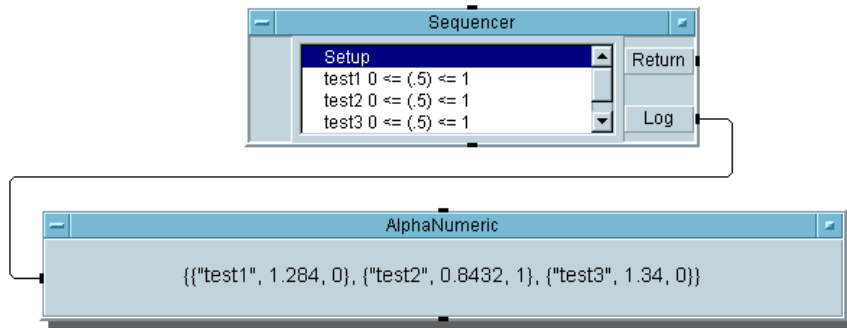 Sequencer
Setup
Return
test1 0 <= (.5) <= 1
test2 0 <= (.5) <= 1
test3 0 <= (.5) <= 1
Log
AlphaNumeric
{{"test1", 1.284, 0}, {"test2", 0.8432, 1}, {"test3", 1.34, 0}}